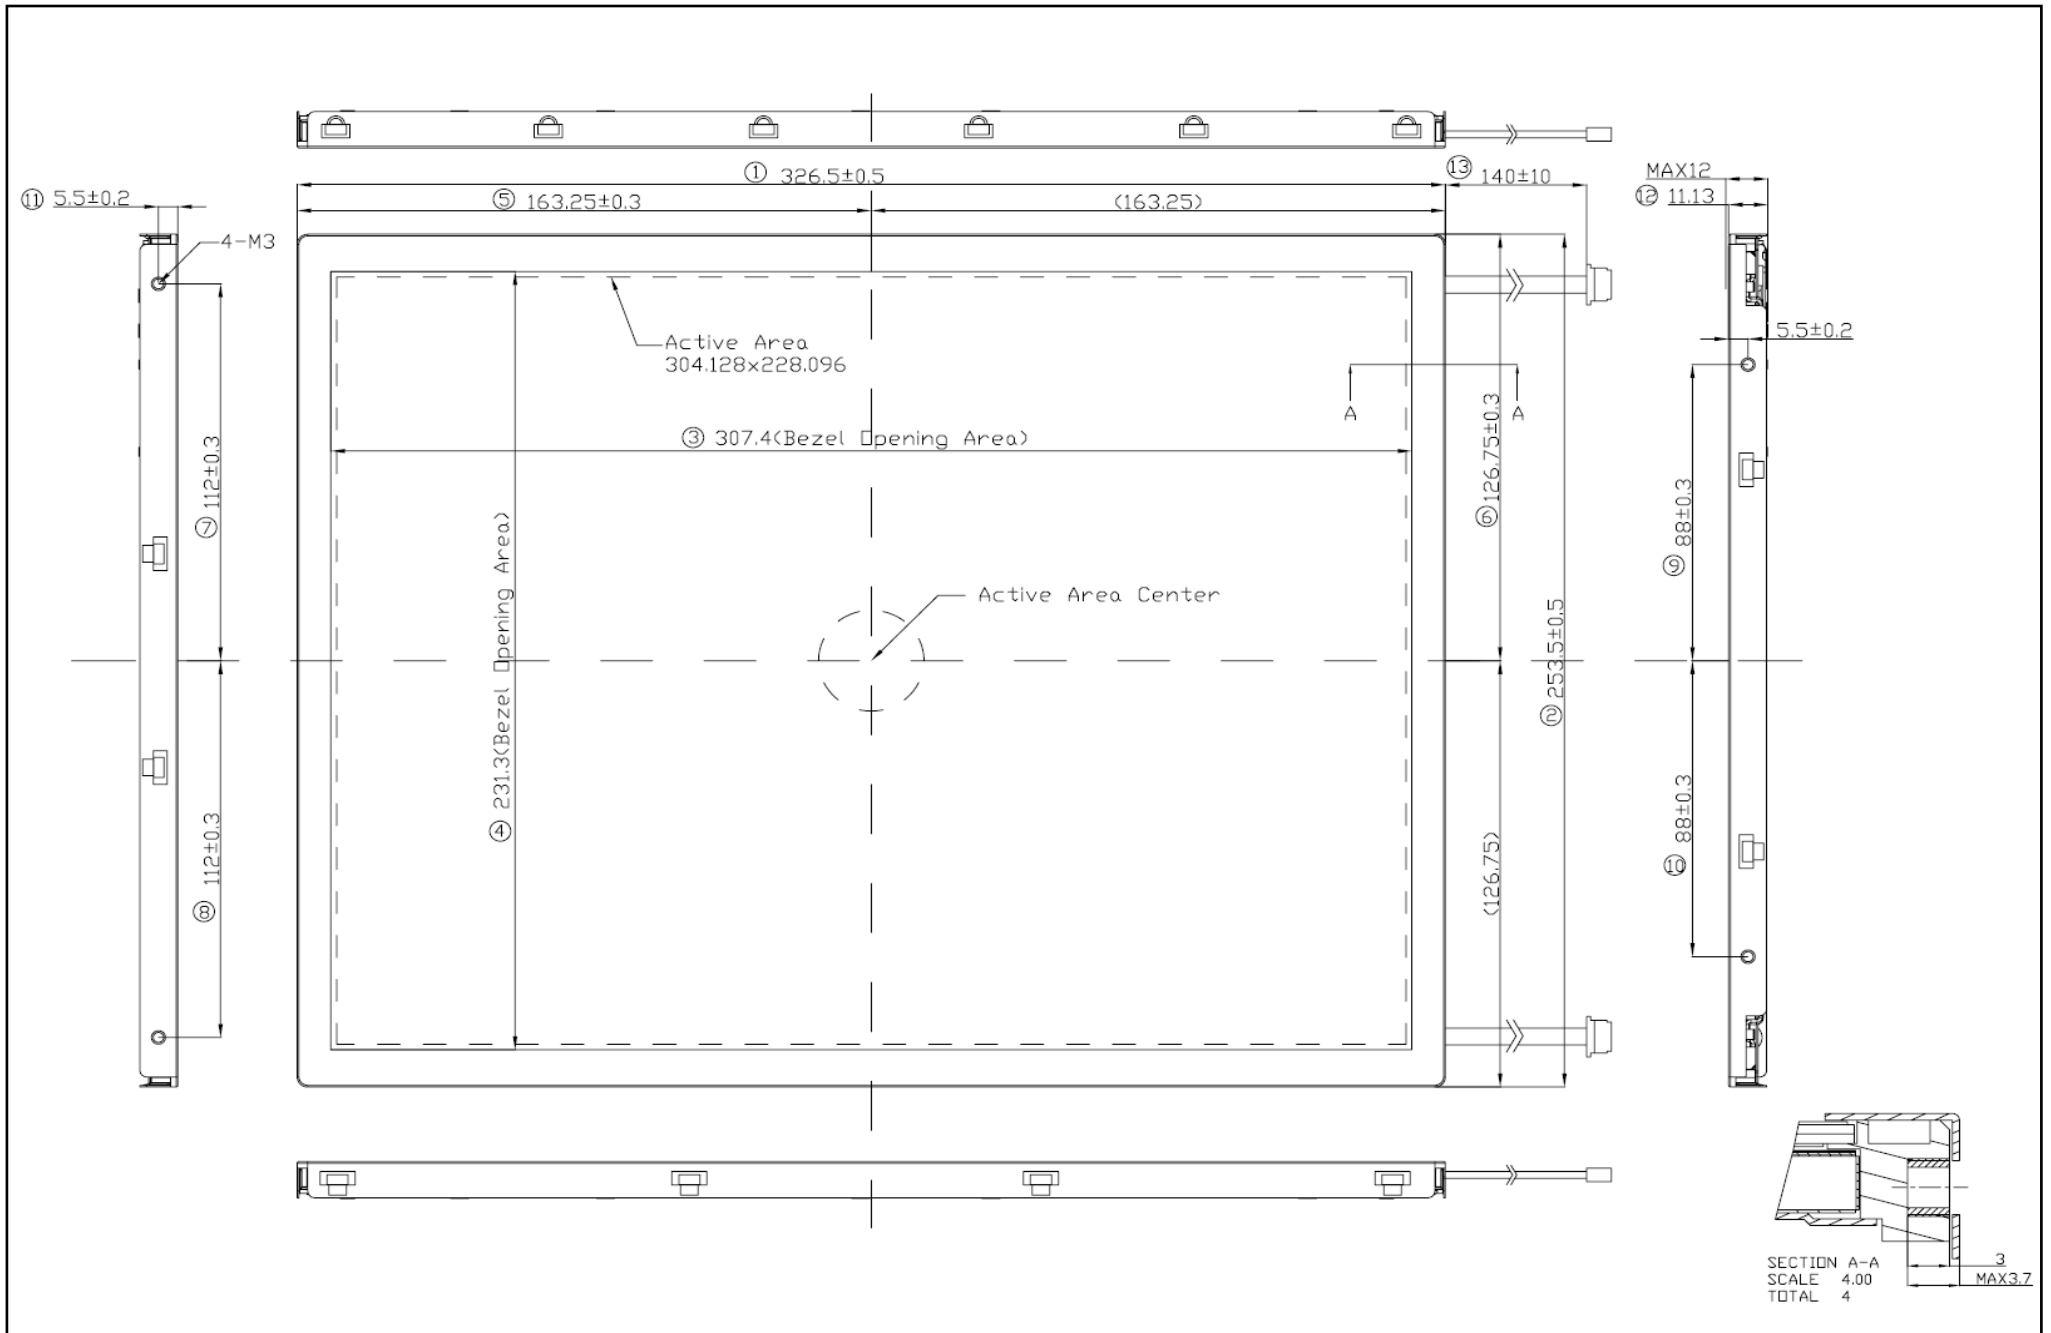 ① 326.5±0.5
⑬ 140±10
MAX12
⑪ 5.5±0.2
⑤ 163.25±0.3
(163.25)
⑫ 11.13
4-M3
5.5±0.2
Active Area
304.128x228.096
A
A
③ 307.4(Bezel Opening Area)
⑥ 126.75±0.3
⑦ 112±0.3
⑨ 88±0.3
④ 231.3(Bezel Opening Area)
Active Area Center
② 253.5±0.5
⑧ 112±0.3
(126.75)
⑩ 88±0.3
SECTION A-A
SCALE 4.00
TOTAL 4
3
MAX3.7